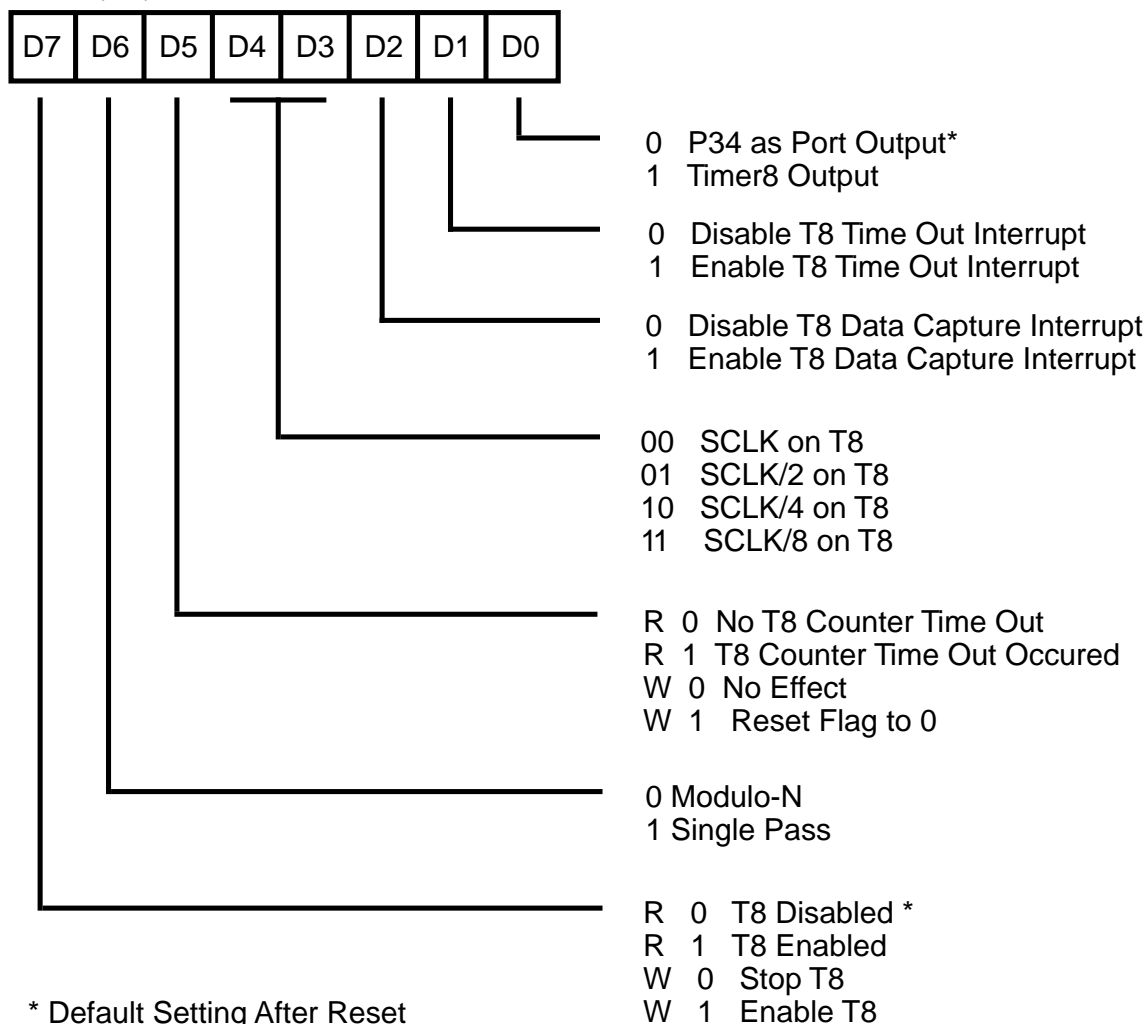 D7 D6 D5 D4 D3 D2 D1 D0
0 P34 as Port Output*
1 Timer8 Output
0 Disable T8 Time Out Interrupt
1 Enable T8 Time Out Interrupt
0 Disable T8 Data Capture Interrupt
1 Enable T8 Data Capture Interrupt
00 SCLK on T8
01 SCLK/2 on T8
10 SCLK/4 on T8
11 SCLK/8 on T8
R 0 No T8 Counter Time Out
R 1 T8 Counter Time Out Occured
W 0 No Effect
W 1 Reset Flag to 0
0 Modulo-N
1 Single Pass
R 0 T8 Disabled *
R 1 T8 Enabled
W 0 Stop T8
W 1 Enable T8
* Default Setting After Reset